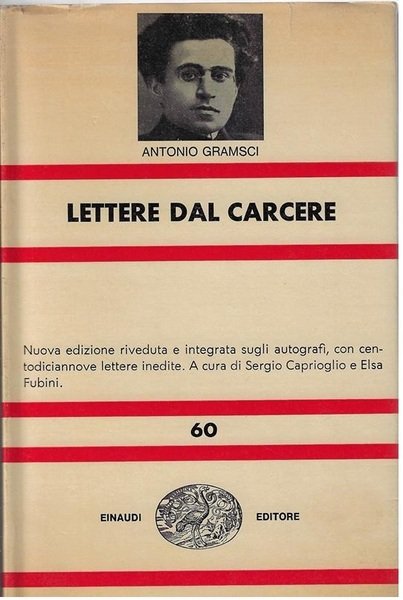 ANTONIO GRAMSCI
LETTERE DAL CARCERE
Nuova edizione riveduta e integrata sugli autografi, con cen-
todiciannove lettere inedite. A cura di Sergio Caprioglio e Elsa
Fubini.
60
EINAUDI EDITORE